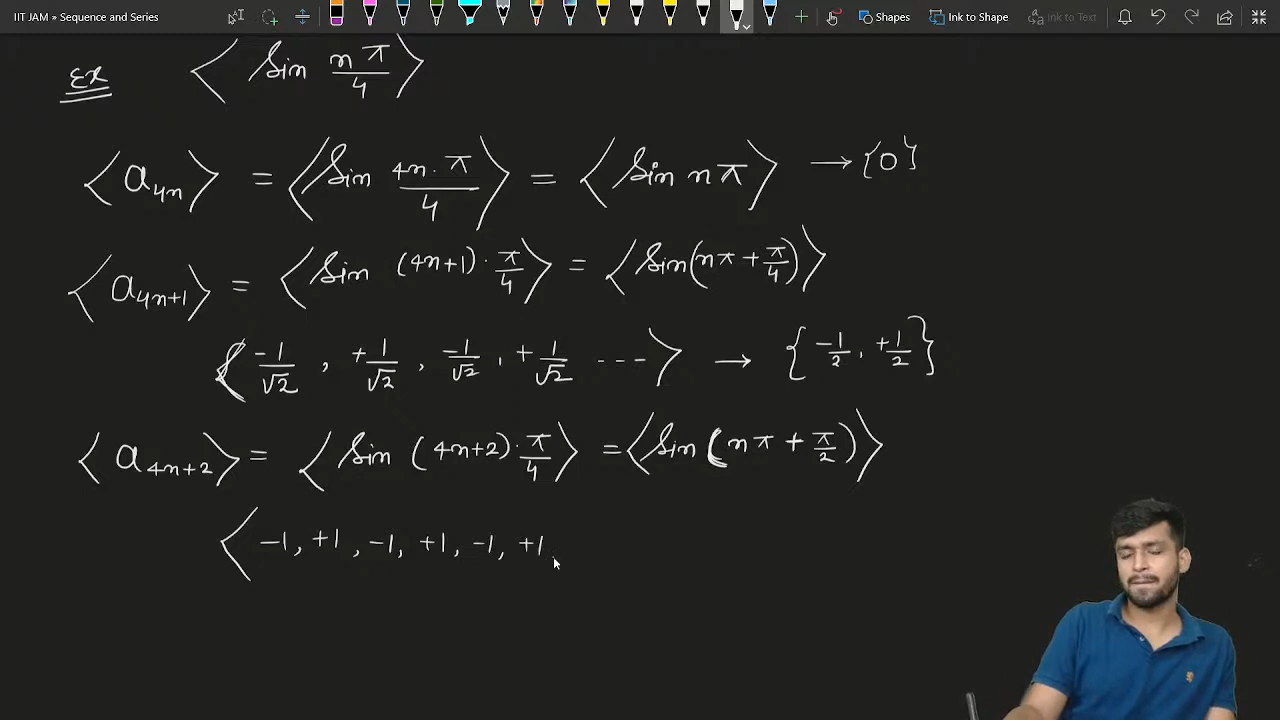 IIT JAM » Sequence and Series Shapes Ink to Shape Ink to Text
Ex ⟨ Sin nπ/4 ⟩
⟨ a_{4n} ⟩ = ⟨ Sin 4n·π/4 ⟩ = ⟨ Sin nπ ⟩ → {0}
⟨ a_{4n+1} ⟩ = ⟨ Sin (4n+1)·π/4 ⟩ = ⟨ Sin(nπ + π/4) ⟩
⟨ -1/√2, +1/√2, -1/√2, +1/√2 --- ⟩ → { -1/2, +1/2 }
⟨ a_{4n+2} ⟩ = ⟨ Sin (4n+2)·π/4 ⟩ = ⟨ Sin (nπ + π/2) ⟩
⟨ -1, +1, -1, +1, -1, +1,